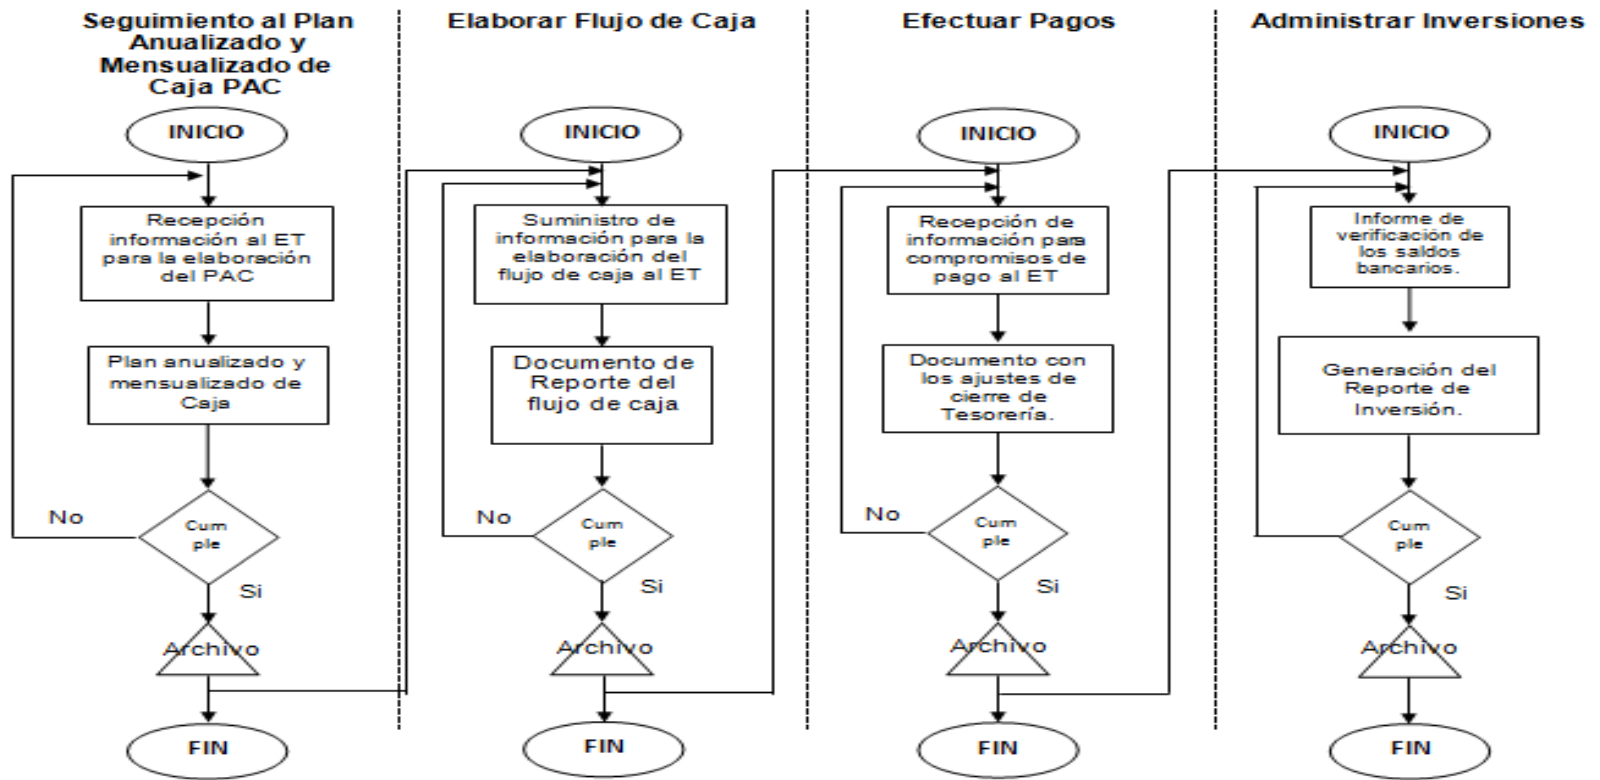 Seguimiento al Plan
Anualizado y
Mensualizado de
Caja PAC
INICIO
Recepción
información al ET
para la elaboración
del PAC
Plan anualizado y
mensualizado de
Caja
No
Cum
ple
Si
Archivo
FIN
Elaborar Flujo de Caja
INICIO
Suministro de
información para la
elaboración del
flujo de caja al ET
Documento de
Reporte del
flujo de caja
No
Cum
ple
Si
Archivo
FIN
Efectuar Pagos
INICIO
Recepción de
información para
compromisos de
pago al ET
Documento con
los ajustes de
cierre de
Tesorería.
No
Cum
ple
Si
Archivo
FIN
Administrar Inversiones
INICIO
Informe de
verificación de
los saldos
bancarios.
Generación del
Reporte de
Inversión.
Cum
ple
Si
Archivo
FIN